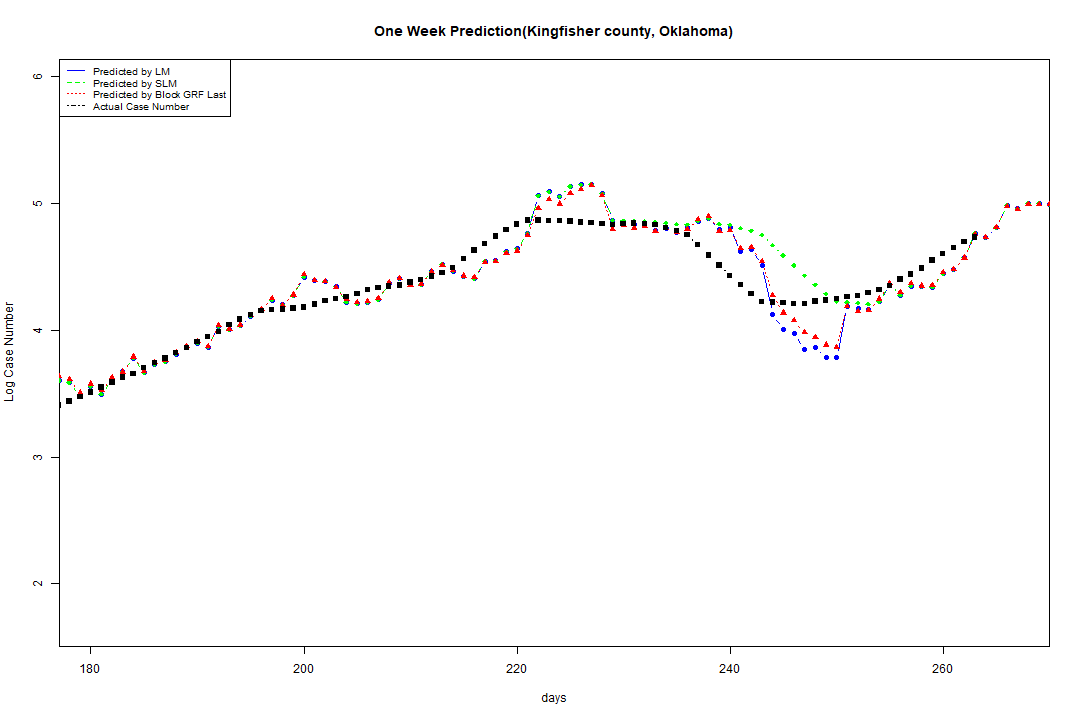 One Week Prediction(Kingfisher county, Oklahoma)
Predicted by LM
Predicted by SLM
Predicted by Block GRF Last
Actual Case Number
6
5
4
3
2
Log Case Number
180 200 220 240 260
days